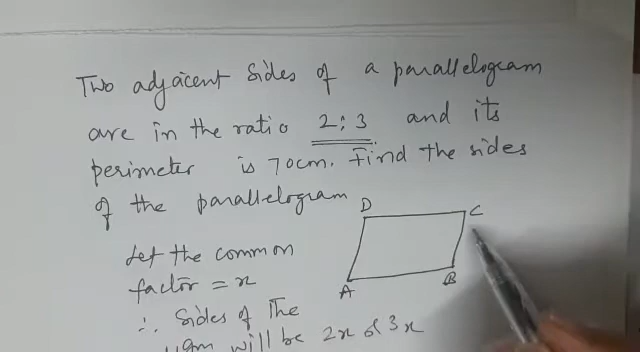 Two adjacent sides of a parallelogram
are in the ratio 2:3 and its
perimeter is 70cm. Find the sides
of the parallelogram
D C
Let the common
factor = x
A B
∴ Sides of The
will be 2x & 3x